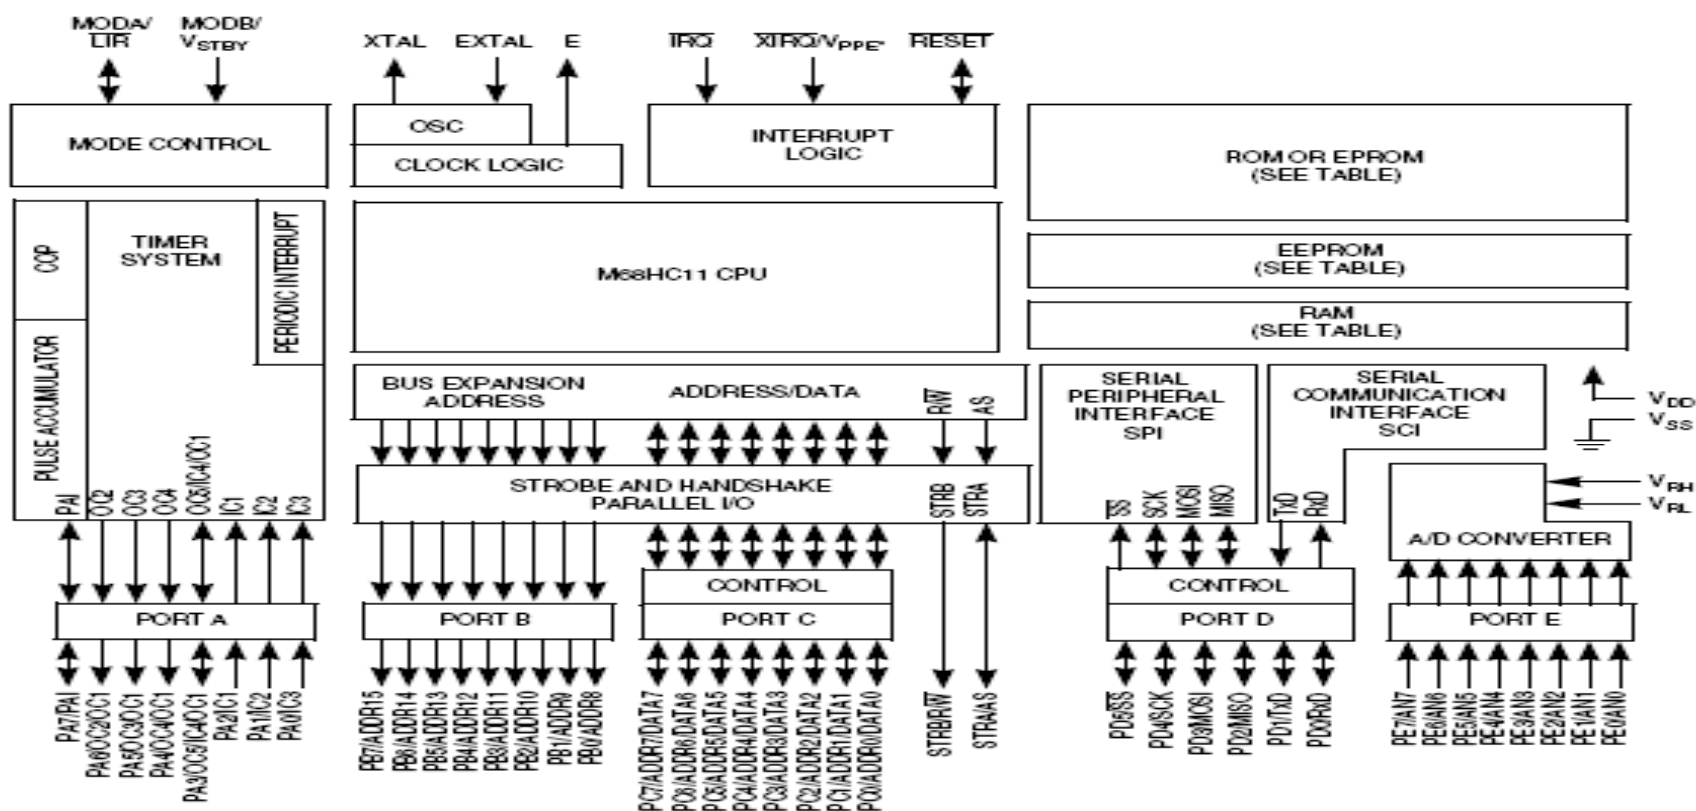 MODA/
LIR
MODB/
VSTBY
XTAL
EXTAL
E
IRQ
XIRQ/VPPE*
RESET
MODE CONTROL
OSC
CLOCK LOGIC
INTERRUPT
LOGIC
ROM OR EPROM
(SEE TABLE)
COP
TIMER
SYSTEM
PERIODIC INTERRUPT
M68HC11 CPU
EEPROM
(SEE TABLE)
RAM
(SEE TABLE)
PULSE ACCUMULATOR
BUS EXPANSION
ADDRESS
ADDRESS/DATA
R/W
AS
SERIAL
PERIPHERAL
INTERFACE
SPI
SERIAL
COMMUNICATION
INTERFACE
SCI
VDD
VSS
PAI
OC2
OC3
OC4
OC5/IC4/OC1
IC1
IC2
IC3
STROBE AND HANDSHAKE
PARALLEL I/O
STRB
STRA
SS
SCK
MOSI
MISO
TxD
RxD
VRH
VRL
A/D CONVERTER
CONTROL
CONTROL
PORT A
PORT B
PORT C
PORT D
PORT E
PA7/PAI
PA6/OC2/OC1
PA5/OC3/OC1
PA4/OC4/OC1
PA3/OC5/IC4/OC1
PA2/IC1
PA1/IC2
PA0/IC3
PB7/ADDR15
PB6/ADDR14
PB5/ADDR13
PB4/ADDR12
PB3/ADDR11
PB2/ADDR10
PB1/ADDR9
PB0/ADDR8
PC7/ADDR7/DATA7
PC6/ADDR6/DATA6
PC5/ADDR5/DATA5
PC4/ADDR4/DATA4
PC3/ADDR3/DATA3
PC2/ADDR2/DATA2
PC1/ADDR1/DATA1
PC0/ADDR0/DATA0
STRB/R/W
STRA/AS
PD5/SS
PD4/SCK
PD3/MOSI
PD2/MISO
PD1/TxD
PD0/RxD
PE7/AN7
PE6/AN6
PE5/AN5
PE4/AN4
PE3/AN3
PE2/AN2
PE1/AN1
PE0/AN0